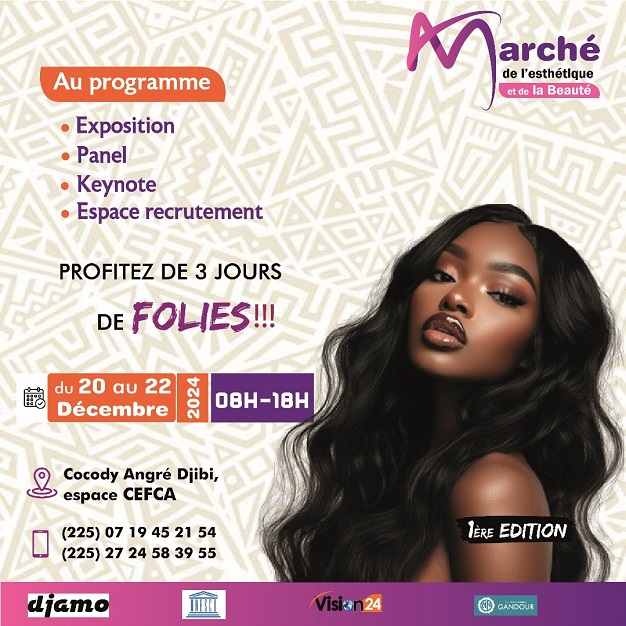 Marché
de l'esthétique
et de la Beauté
Au programme
• Exposition
• Panel
• Keynote
• Espace recrutement
PROFITEZ DE 3 JOURS
DE FOLIES!!!
du 20 au 22
Décembre
2024
08H-18H
Cocody Angré Djibi,
espace CEFCA
(225) 07 19 45 21 54
(225) 27 24 58 39 55
1ÈRE EDITION
djamo
UNESCO
Vision24
GANDOUR